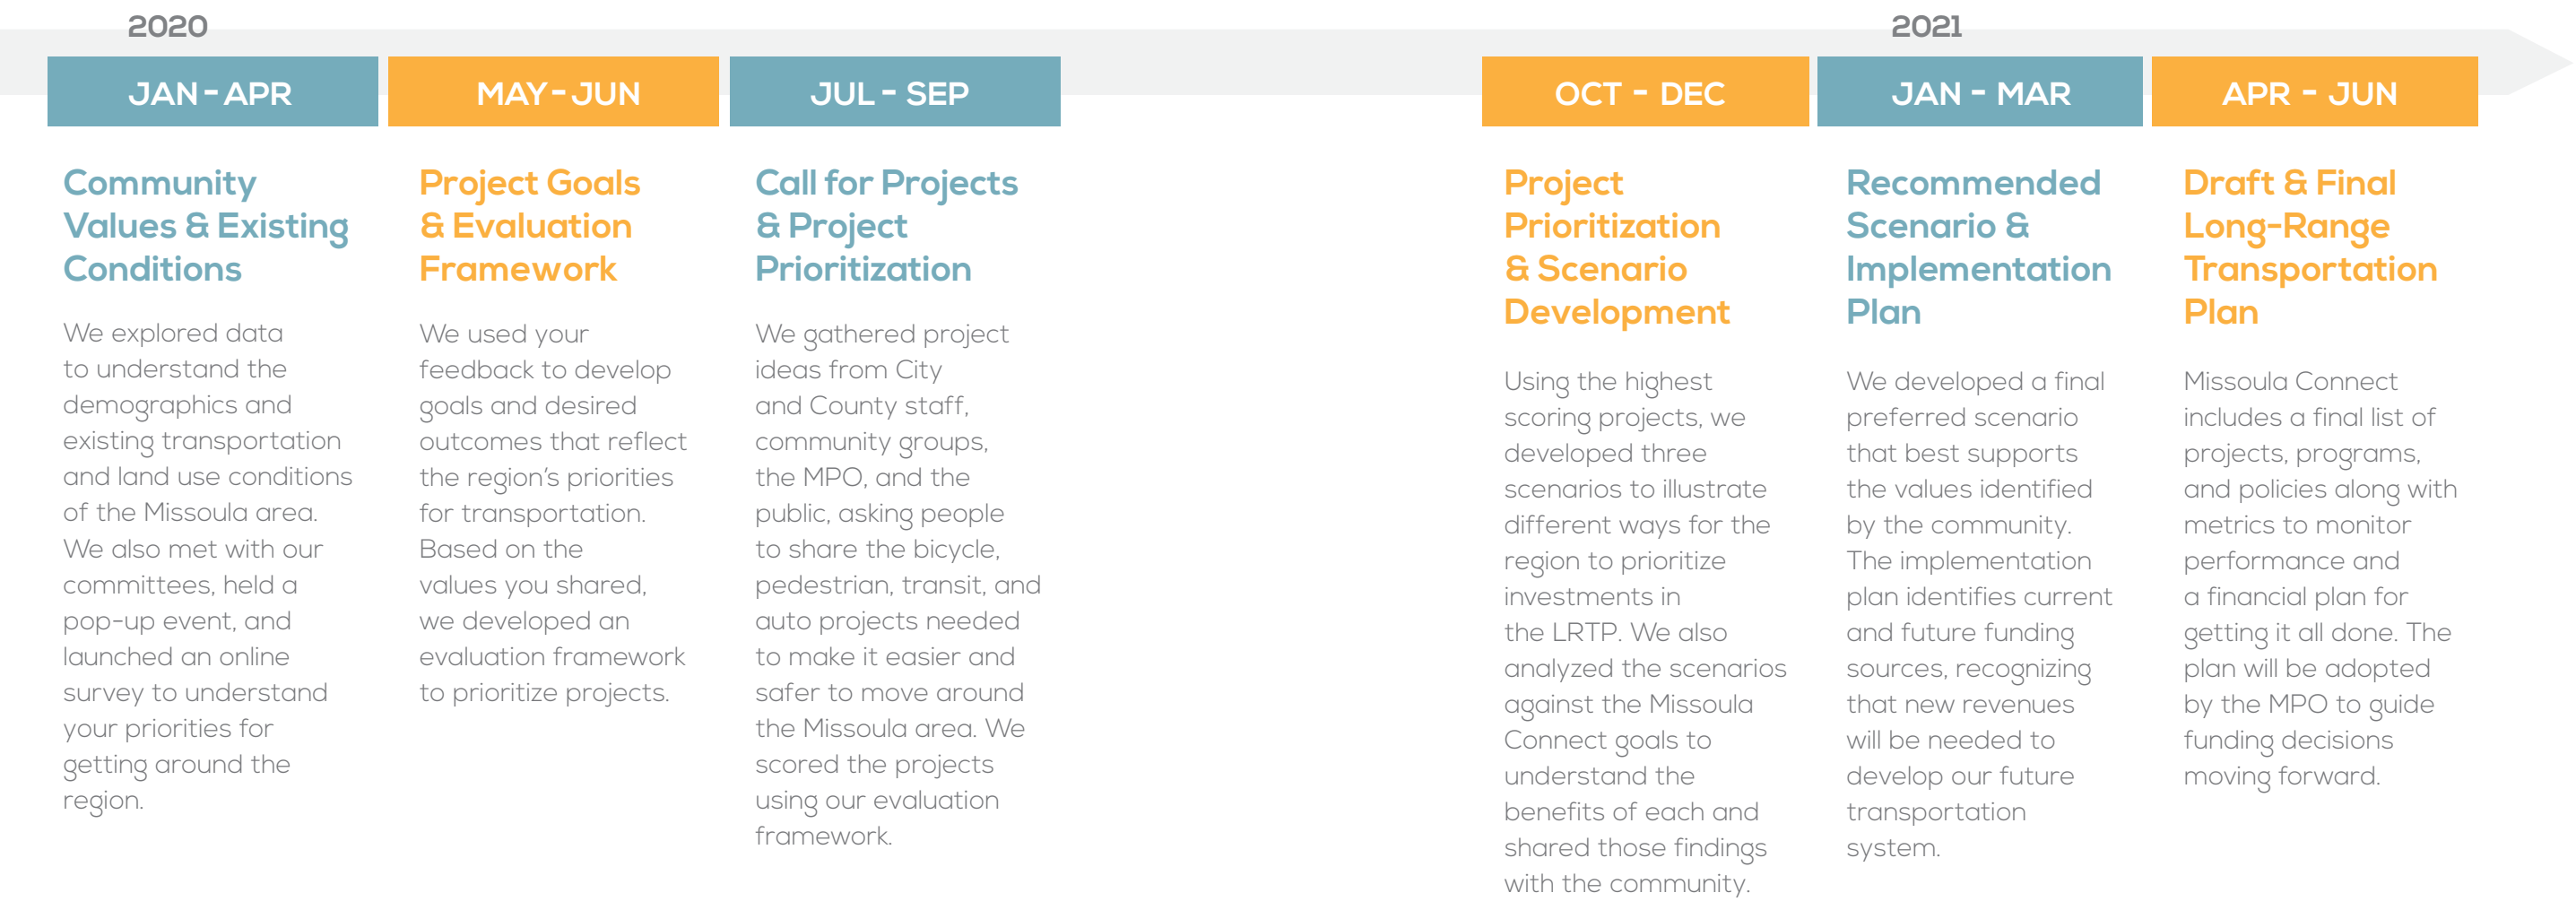 2020
JAN - APR
Community
Values & Existing
Conditions
We explored data
to understand the
demographics and
existing transportation
and land use conditions
of the Missoula area.
We also met with our
committees, held a
pop-up event, and
launched an online
survey to understand
your priorities for
getting around the
region.
MAY - JUN
Project Goals
& Evaluation
Framework
We used your
feedback to develop
goals and desired
outcomes that reflect
the region’s priorities
for transportation.
Based on the
values you shared,
we developed an
evaluation framework
to prioritize projects.
JUL - SEP
Call for Projects
& Project
Prioritization
We gathered project
ideas from City
and County staff,
community groups,
the MPO, and the
public, asking people
to share the bicycle,
pedestrian, transit, and
auto projects needed
to make it easier and
safer to move around
the Missoula area. We
scored the projects
using our evaluation
framework.
OCT - DEC
Project
Prioritization
& Scenario
Development
Using the highest
scoring projects, we
developed three
scenarios to illustrate
different ways for the
region to prioritize
investments in
the LRTP. We also
analyzed the scenarios
against the Missoula
Connect goals to
understand the
benefits of each and
shared those findings
with the community.
2021
JAN - MAR
Recommended
Scenario &
Implementation
Plan
We developed a final
preferred scenario
that best supports
the values identified
by the community.
The implementation
plan identifies current
and future funding
sources, recognizing
that new revenues
will be needed to
develop our future
transportation
system.
APR - JUN
Draft & Final
Long-Range
Transportation
Plan
Missoula Connect
includes a final list of
projects, programs,
and policies along with
metrics to monitor
performance and
a financial plan for
getting it all done. The
plan will be adopted
by the MPO to guide
funding decisions
moving forward.